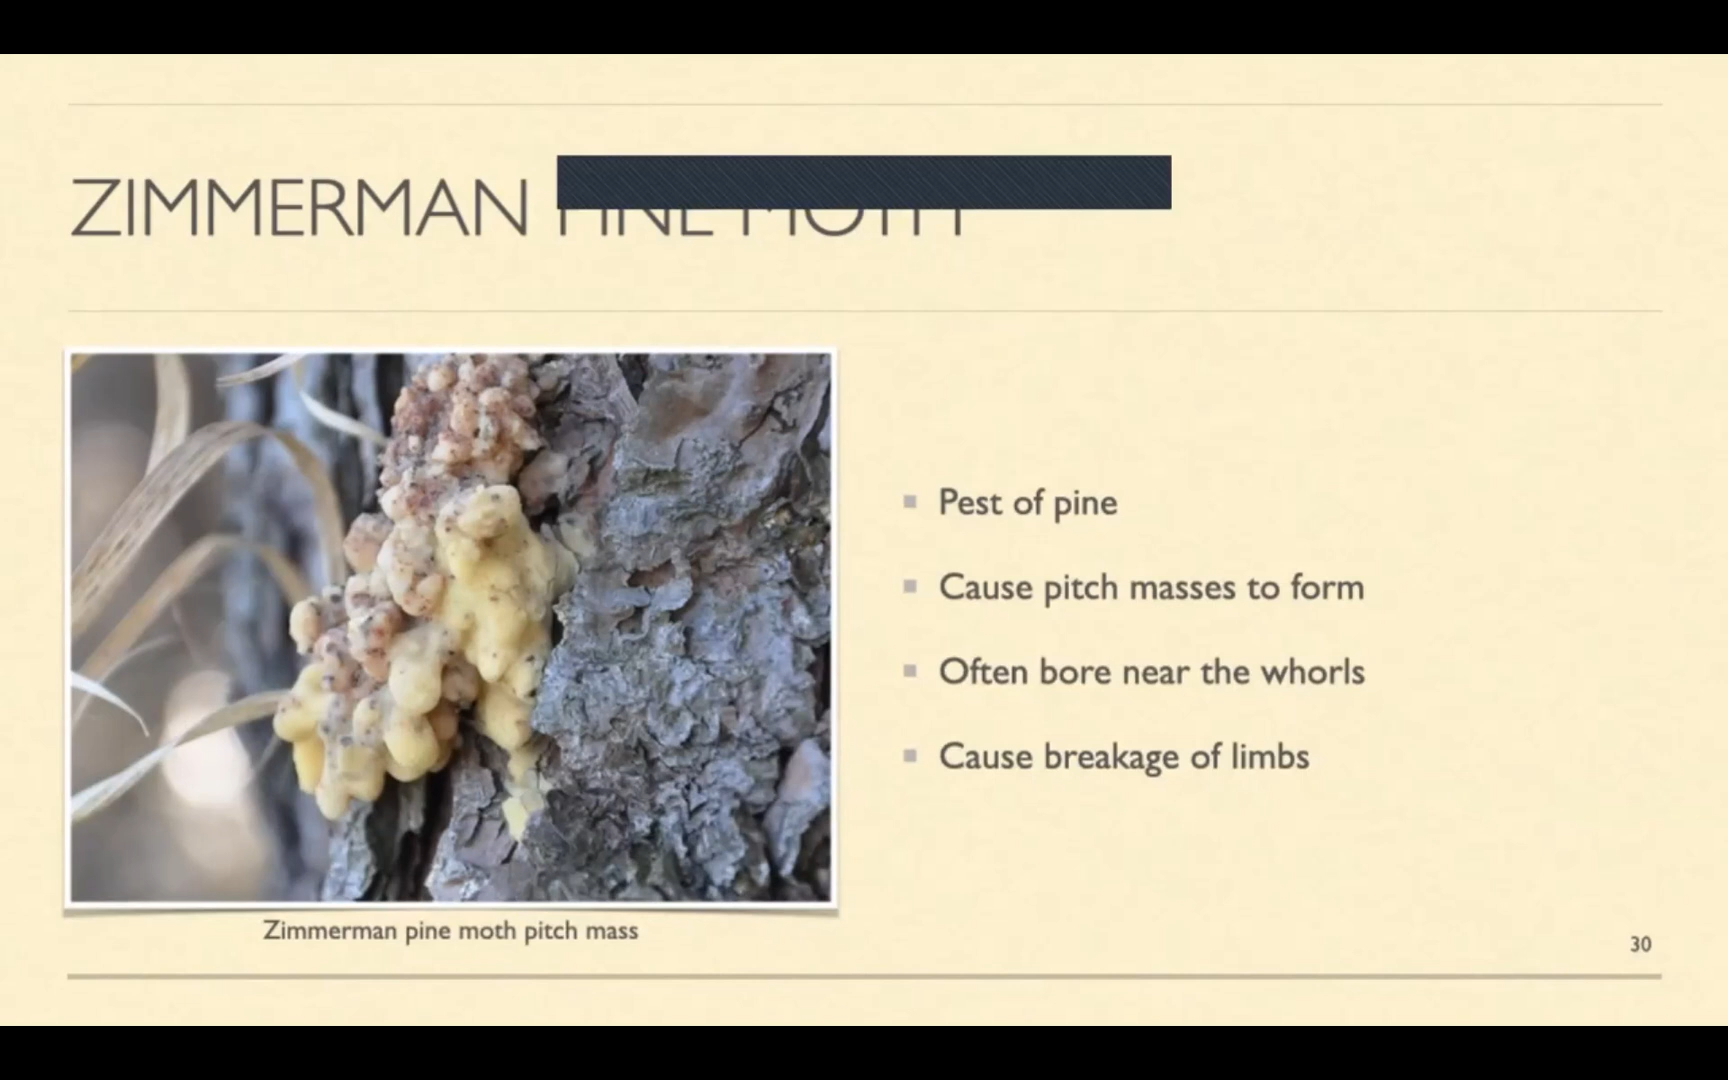 ZIMMERMAN PINE MOTH
Pest of pine
Cause pitch masses to form
Often bore near the whorls
Cause breakage of limbs
Zimmerman pine moth pitch mass
30